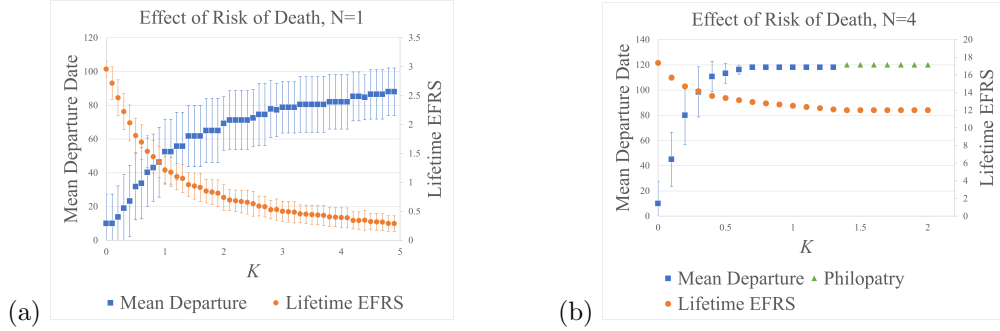 Effect of Risk of Death, N=1
Mean Departure Date
120
100
80
60
40
20
0
3.5
3
2.5
2
1.5
1
0.5
0
Lifetime EFRS
0 1 2 3 4 5
K
Mean Departure Lifetime EFRS
(a)
Effect of Risk of Death, N=4
Mean Departure Date
140
120
100
80
60
40
20
0
20
18
16
14
12
10
8
6
4
2
0
Lifetime EFRS
0 0.5 1 1.5 2
K
Mean Departure Philopatry
Lifetime EFRS
(b)